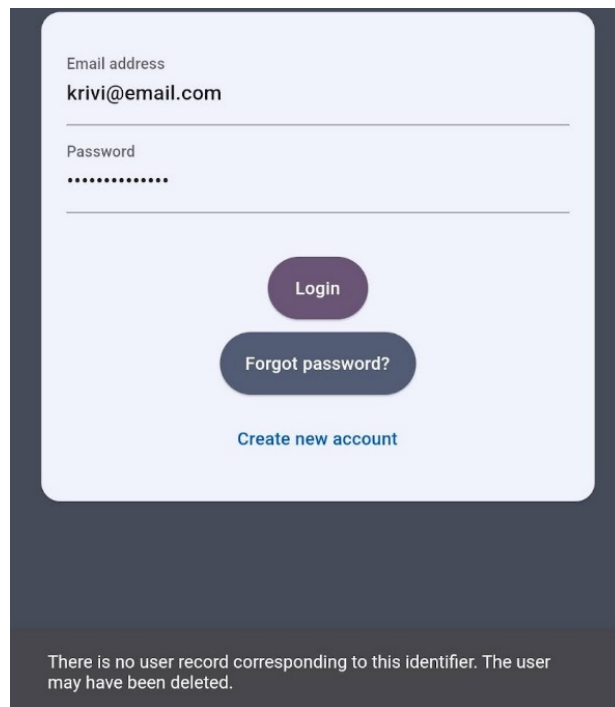 Email address
krivi@email.com
Password
••••••••••••••
Login
Forgot password?
Create new account
There is no user record corresponding to this identifier. The user
may have been deleted.